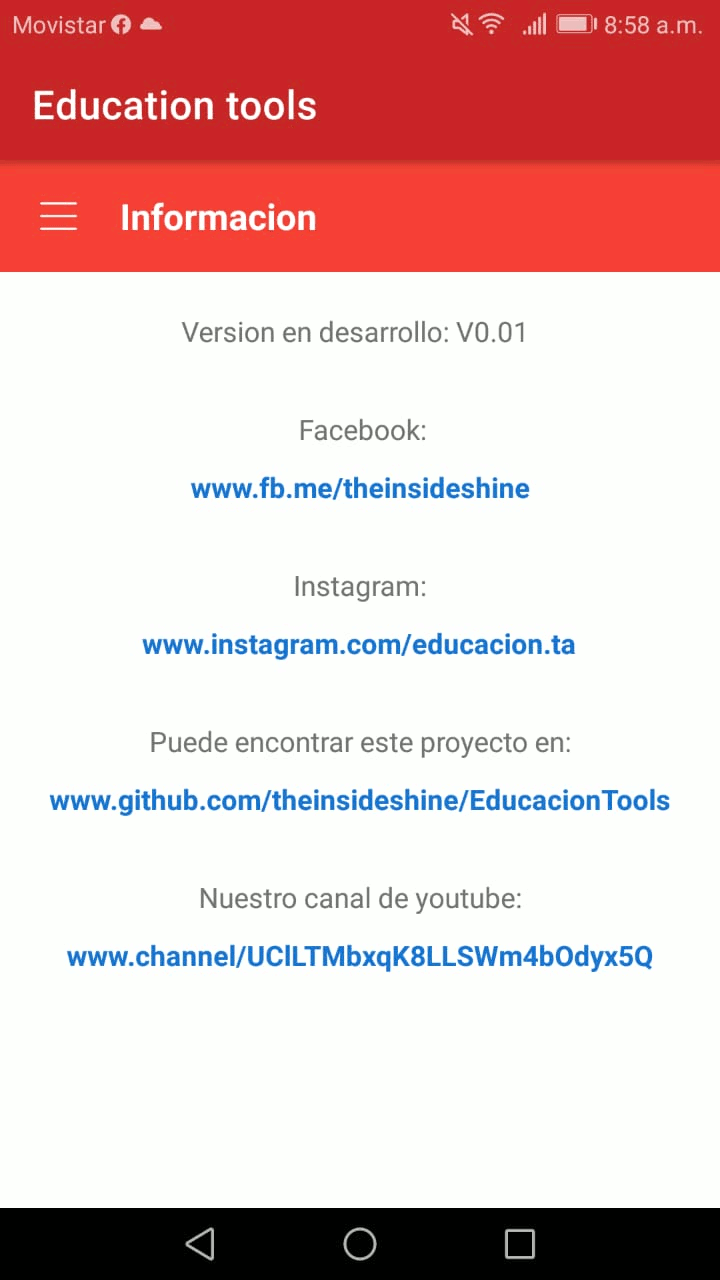 Movistar 8:58 a.m.
Education tools
Informacion
Version en desarrollo: V0.01
Facebook:
www.fb.me/theinsideshine
Instagram:
www.instagram.com/educacion.ta
Puede encontrar este proyecto en:
www.github.com/theinsideshine/EducacionTools
Nuestro canal de youtube:
www.channel/UClLTMbxqK8LLSWm4bOdyx5Q